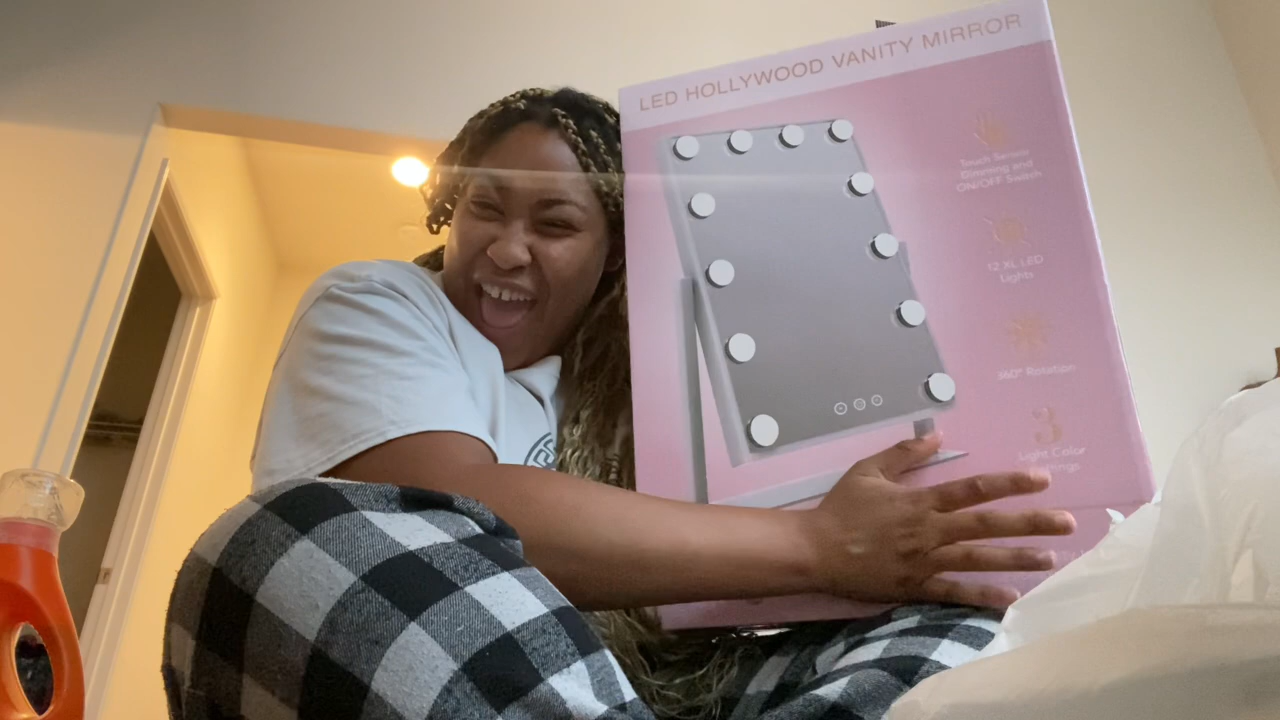 LED HOLLYWOOD VANITY MIRROR
Touch Sensor
Dimming and
ON/OFF Switch
12 XL LED
Lights
360° Rotation
3
Light Color